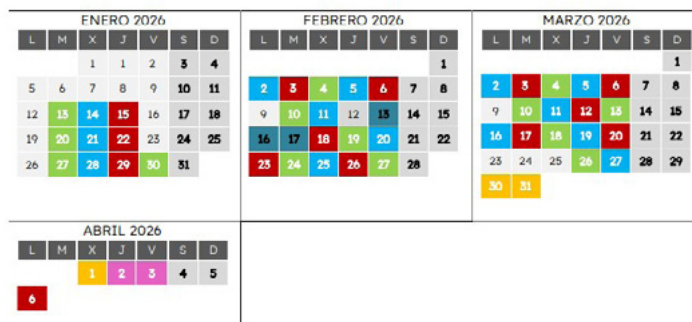 ENERO 2026
L M X J V S D
1 1 2 3 4
5 6 7 8 9 10 11
12 13 14 15 16 17 18
19 20 21 22 23 24 25
26 27 28 29 30 31
FEBRERO 2026
L M X J V S D
1
2 3 4 5 6 7 8
9 10 11 12 13 14 15
16 17 18 19 20 21 22
23 24 25 26 27 28
MARZO 2026
L M X J V S D
1
2 3 4 5 6 7 8
9 10 11 12 13 14 15
16 17 18 19 20 21 22
23 24 25 26 27 28 29
30 31
ABRIL 2026
L M X J V S D
1 2 3 4 5
6